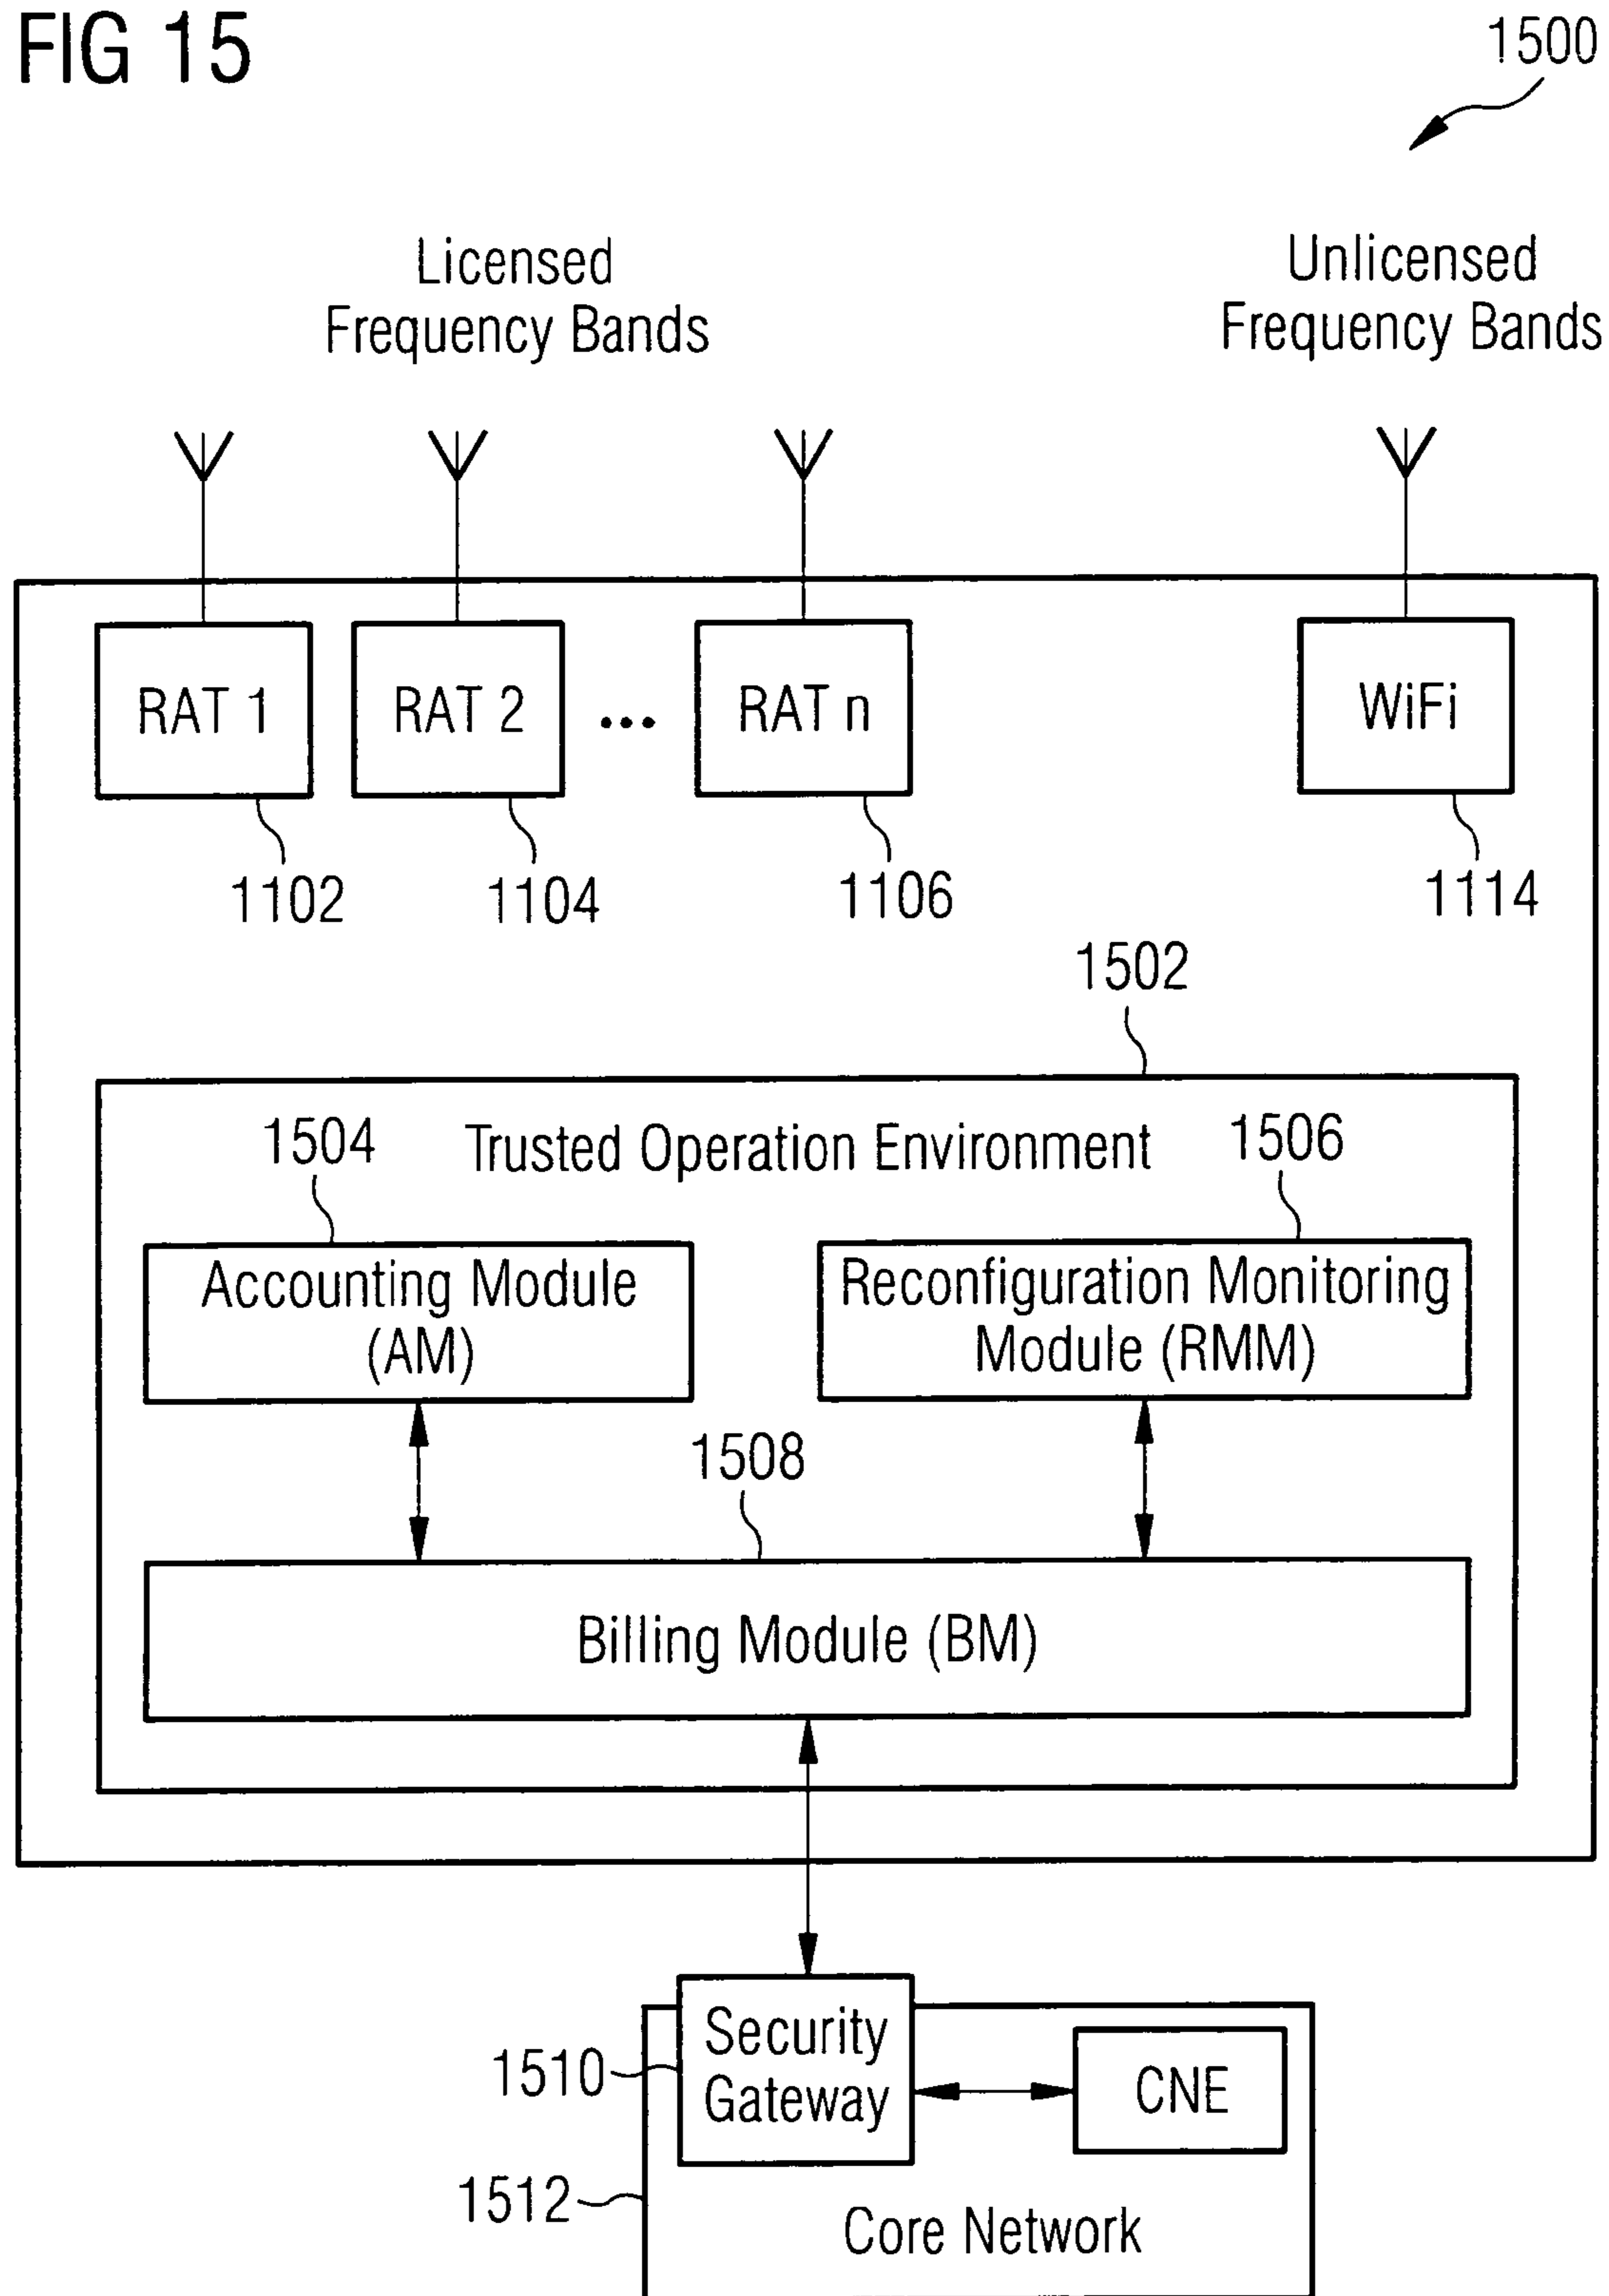 FIG 15
1500
Licensed
Frequency Bands
Unlicensed
Frequency Bands
RAT 1
RAT 2
...
RAT n
WiFi
1102
1104
1106
1114
1502
Trusted Operation Environment
1504
1506
Accounting Module
(AM)
Reconfiguration Monitoring
Module (RMM)
1508
Billing Module (BM)
Security
Gateway
1510
CNE
1512
Core Network